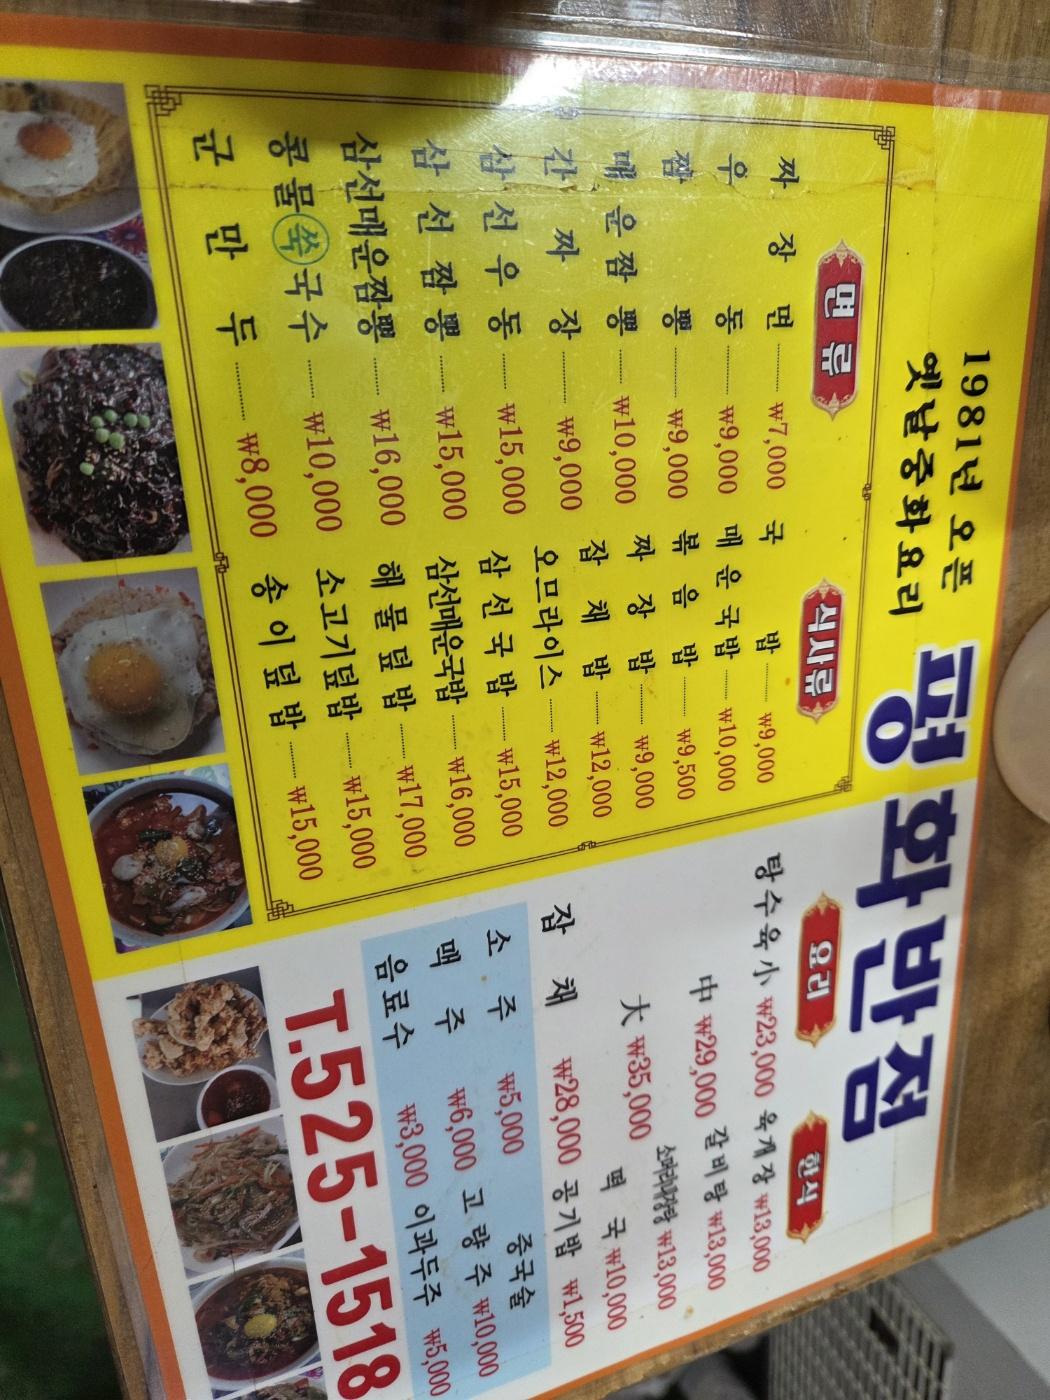 1981년 오픈
옛날중화요리
평화반점
면류
짜장면 ₩7,000
우동 ₩9,000
짬뽕 ₩9,000
매운짬뽕 ₩10,000
간짜장 ₩9,000
삼선우동 ₩15,000
삼선짬뽕 ₩15,000
삼선매운짬뽕 ₩16,000
콩물쑥국수 ₩10,000
군만두 ₩8,000
식사류
국밥 ₩9,000
매운국밥 ₩10,000
볶음밥 ₩9,500
짜장밥 ₩9,000
잡채밥 ₩12,000
오므라이스 ₩12,000
삼선국밥 ₩15,000
삼선매운국밥 ₩16,000
해물덮밥 ₩17,000
소고기덮밥 ₩15,000
송이덮밥 ₩15,000
요리
탕수육 小 ₩23,000
中 ₩29,000
大 ₩35,000
잡채 ₩28,000
한식
육개장 ₩13,000
갈비탕 ₩13,000
₩13,000
떡국 ₩10,000
공기밥 ₩1,500
소주 ₩5,000
맥주 ₩6,000
음료수 ₩3,000
중국술
고량주 ₩10,000
이과두주 ₩5,000
T.525-1518